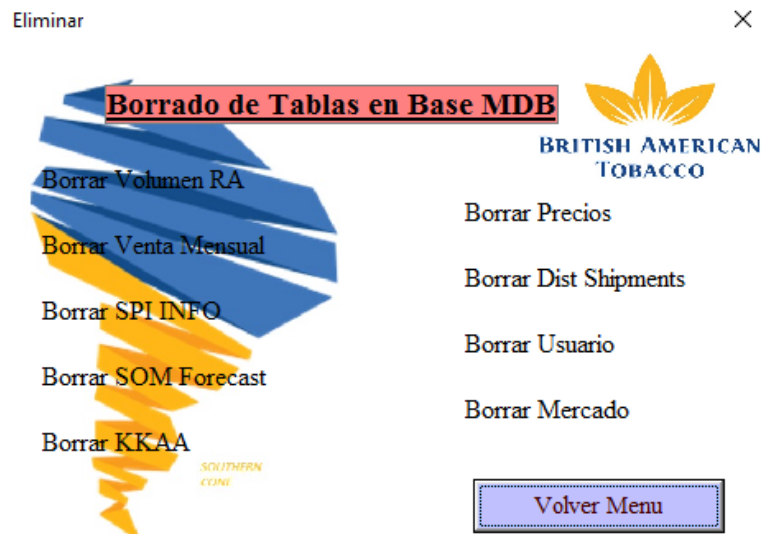 Eliminar
Borrado de Tablas en Base MDB
BRITISH AMERICAN
TOBACCO
Borrar Volumen RA
Borrar Venta Mensual
Borrar SPI INFO
Borrar SOM Forecast
Borrar KKAA
SOUTHERN
CONE
Borrar Precios
Borrar Dist Shipments
Borrar Usuario
Borrar Mercado
Volver Menu